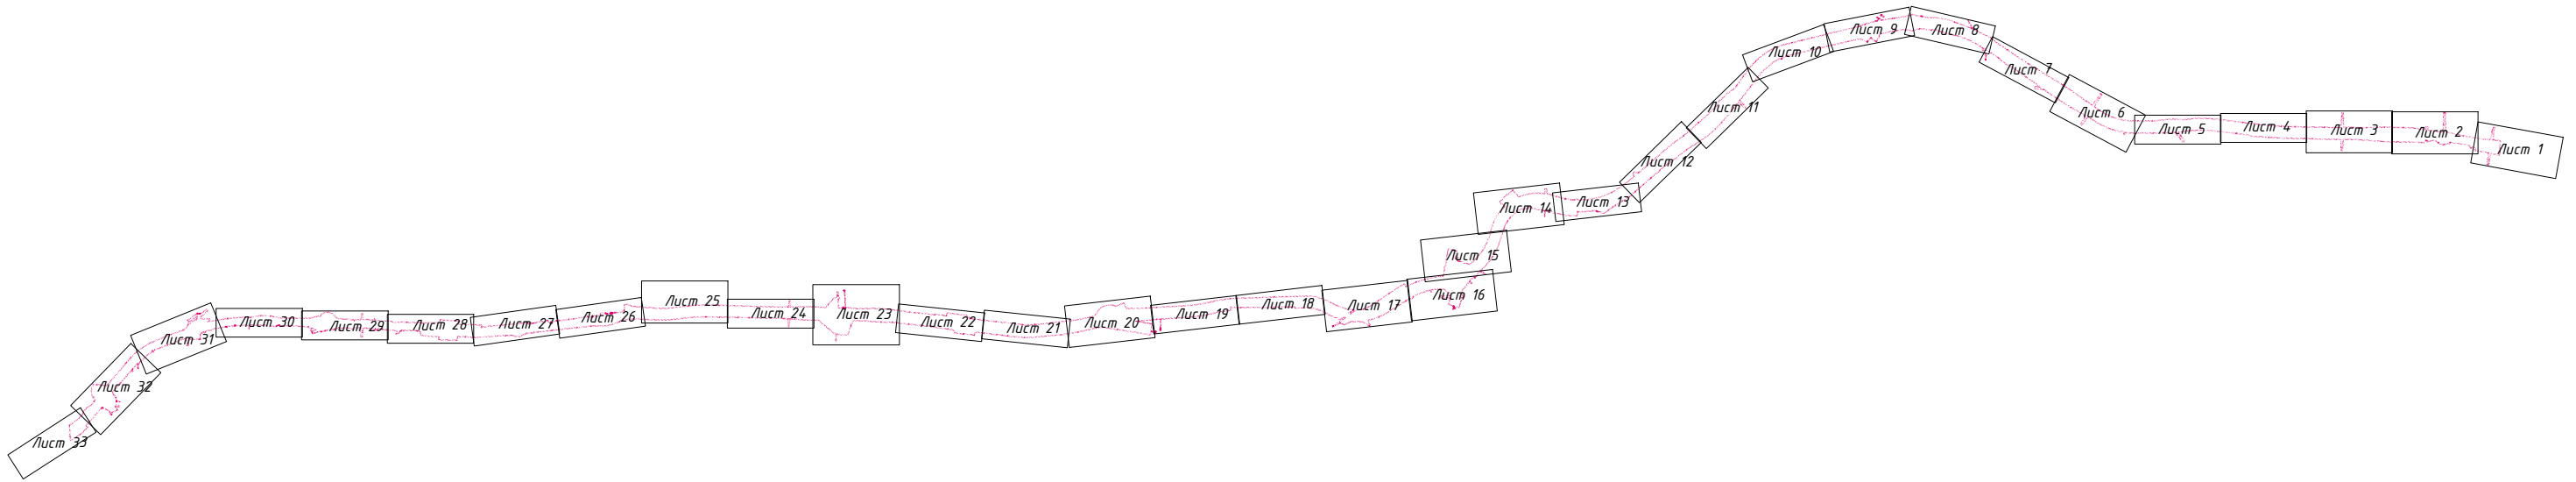 Лист 1
Лист 2
Лист 3
Лист 4
Лист 5
Лист 6
Лист 7
Лист 8
Лист 9
Лист 10
Лист 11
Лист 12
Лист 13
Лист 14
Лист 15
Лист 16
Лист 17
Лист 18
Лист 19
Лист 20
Лист 21
Лист 22
Лист 23
Лист 24
Лист 25
Лист 26
Лист 27
Лист 28
Лист 29
Лист 30
Лист 31
Лист 32
Лист 33